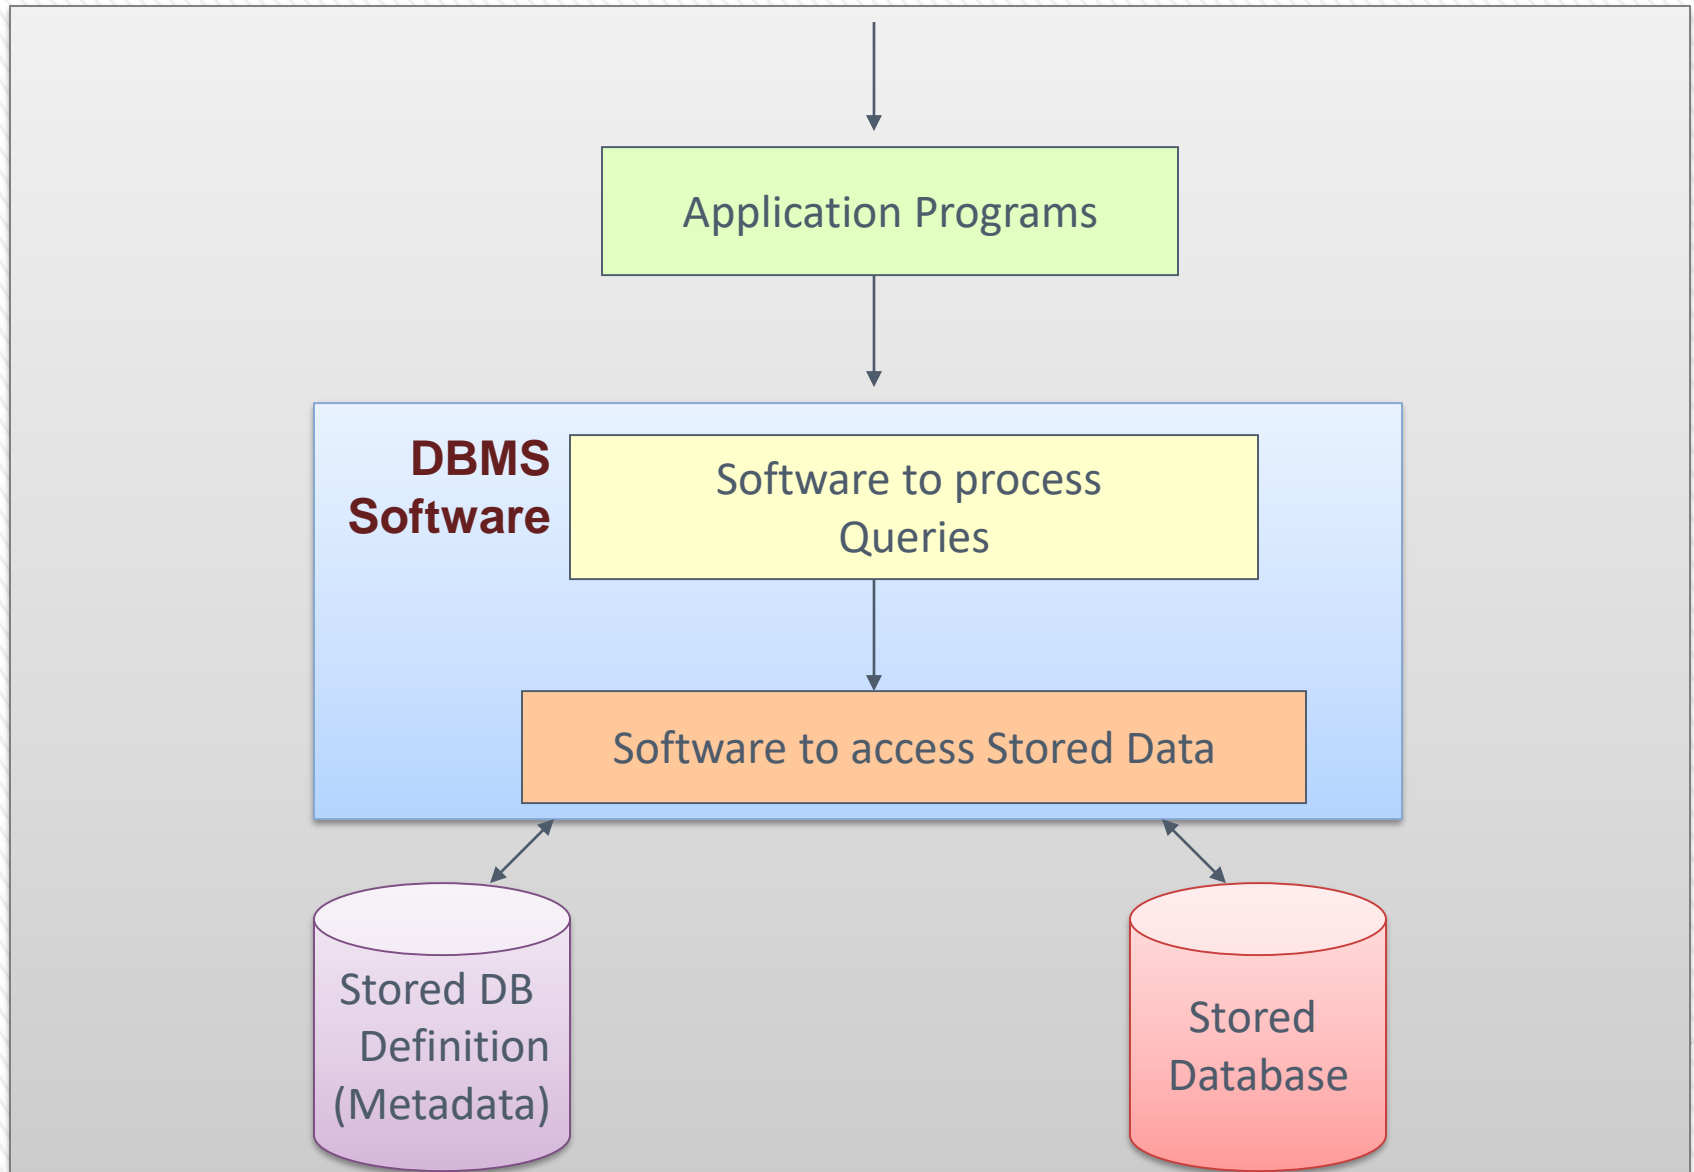 Application Programs
DBMS
Software
Software to process
Queries
Software to access Stored Data
Stored DB
Definition
(Metadata)
Stored
Database